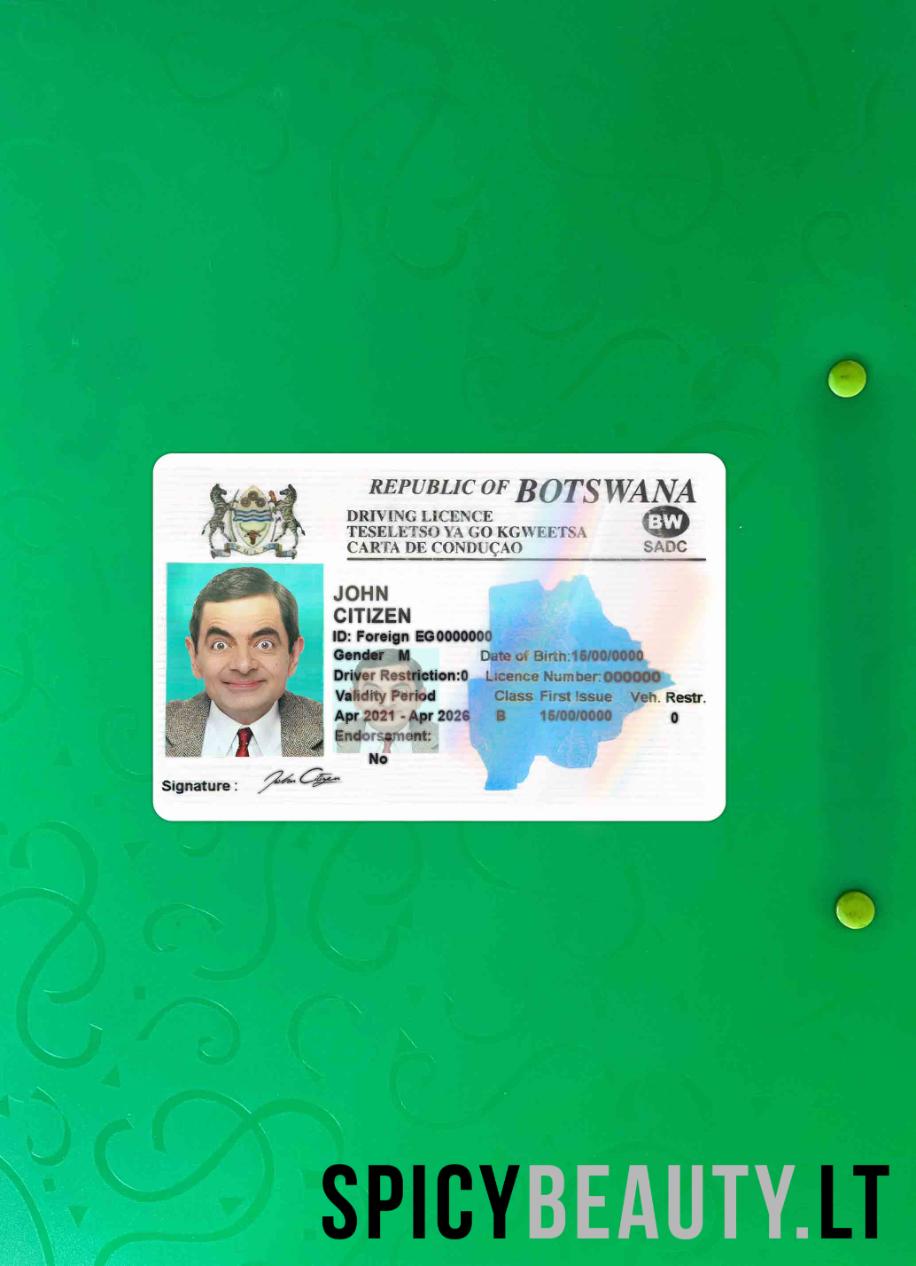 REPUBLIC OF BOTSWANA
DRIVING LICENCE
TESELETSO YA GO KGWEETSA
CARTA DE CONDUÇAO
BW
SADC
JOHN
CITIZEN
ID: Foreign EG0000000
Gender M Date of Birth:15/00/0000
Driver Restriction:0 Licence Number:000000
Validity Period Class First Issue Veh. Restr.
Apr 2021 - Apr 2026 B 15/00/0000 0
Endorsement:
No
Signature : John Citizen
SPICYBEAUTY.LT